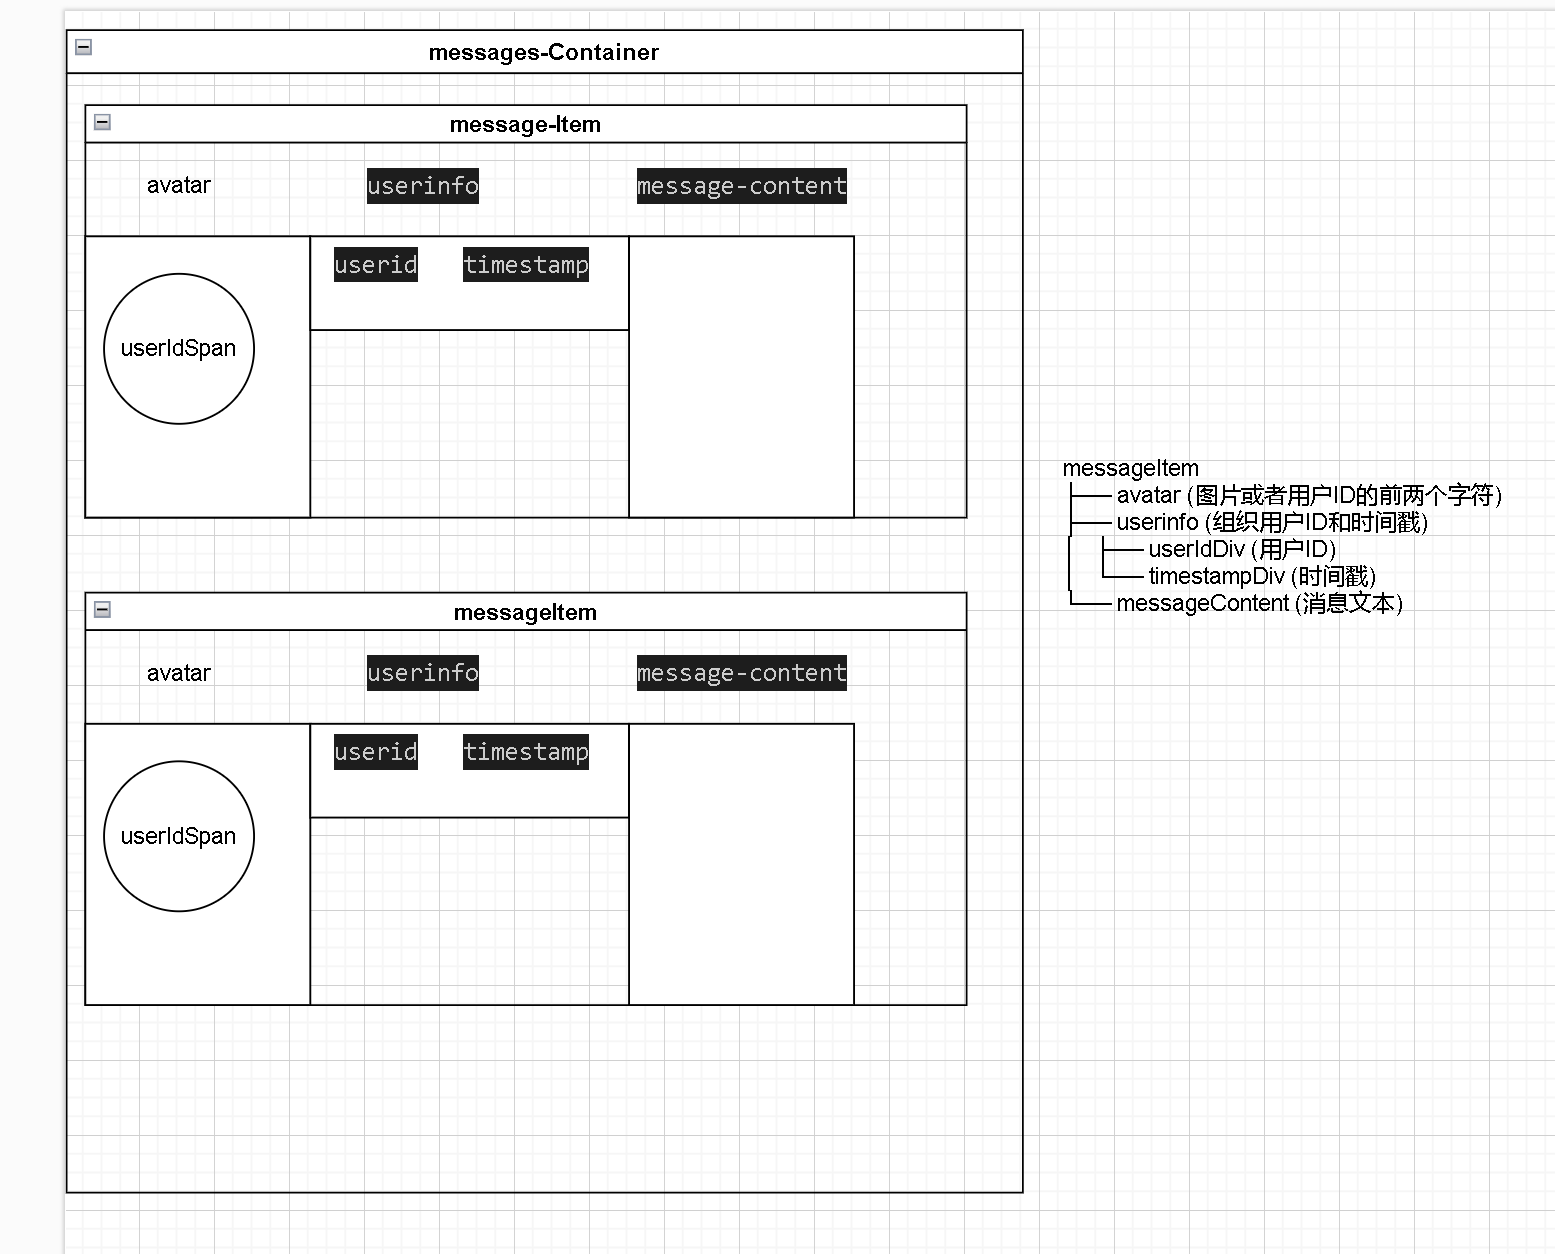 messages-Container
message-Item
avatar
userinfo
message-content
userid
timestamp
userIdSpan
messageItem
avatar
userinfo
message-content
userid
timestamp
userIdSpan
messageItem
├── avatar (图片或者用户ID的前两个字符)
├── userinfo (组织用户ID和时间戳)
│ ├── userIdDiv (用户ID)
│ └── timestampDiv (时间戳)
└── messageContent (消息文本)